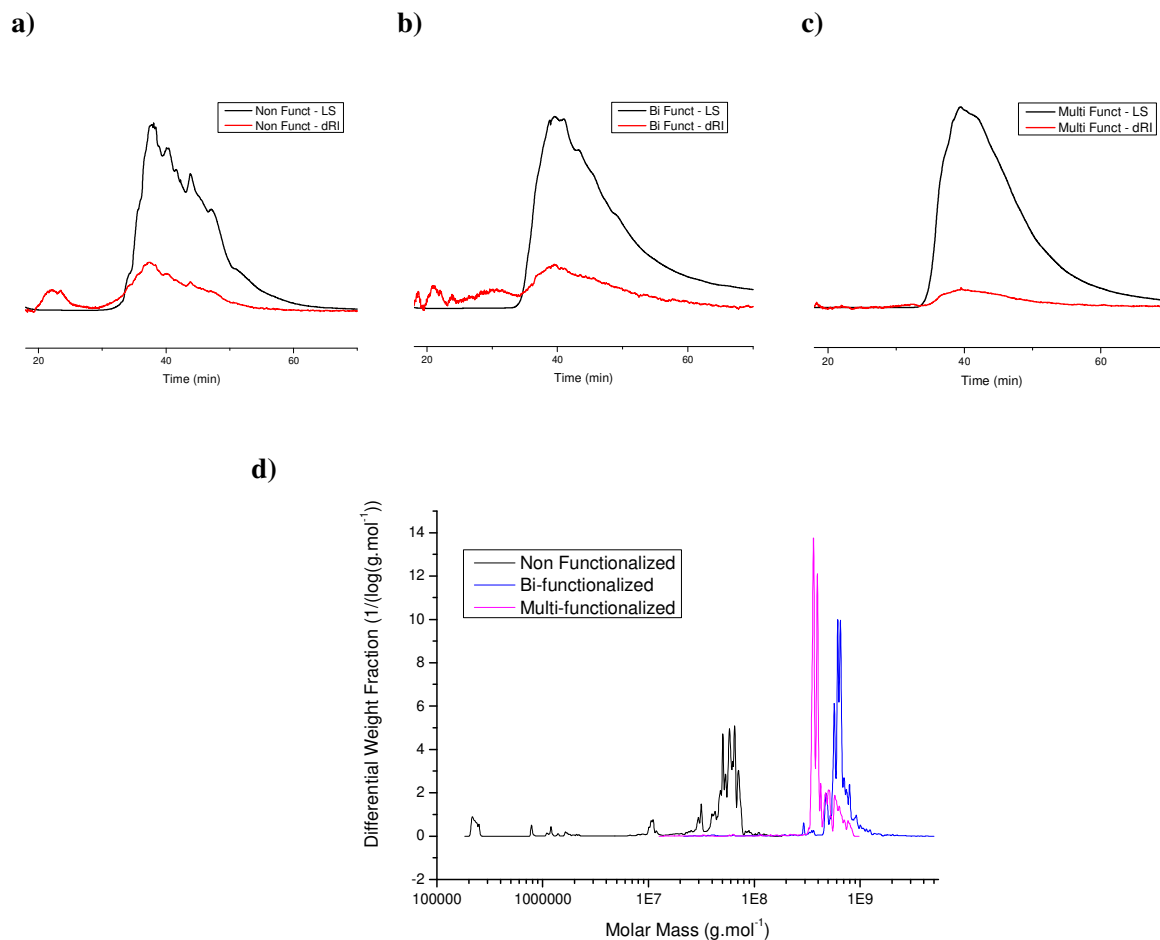 a)
Non Funct - LS
Non Funct - dRI
20
40
60
Time (min)
b)
Bi Funct - LS
Bi Funct - dRI
20
40
60
Time (min)
c)
Multi Funct - LS
Multi Funct - dRI
20
40
60
Time (min)
d)
Differential Weight Fraction (1/(log(g.mol⁻¹))
14
12
10
8
6
4
2
0
-2
Non Functionalized
Bi-functionalized
Multi-functionalized
100000
1000000
1E7
1E8
1E9
Molar Mass (g.mol⁻¹)